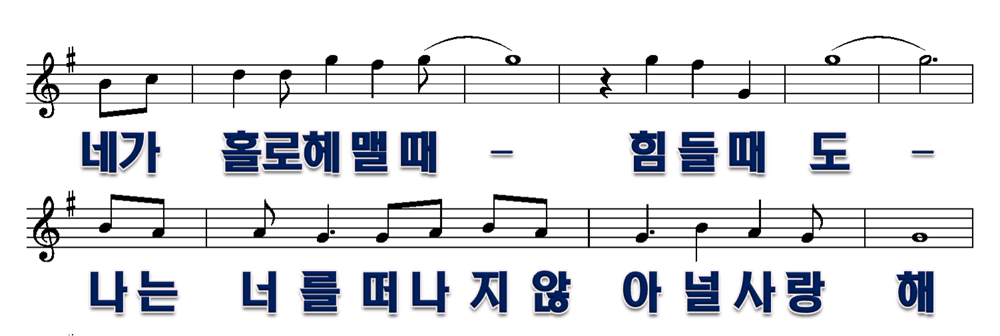 네가 홀로헤 맬 때 - 힘 들 때 도 -
나 는 너 를 떠 나 지 않 아 널 사 랑 해